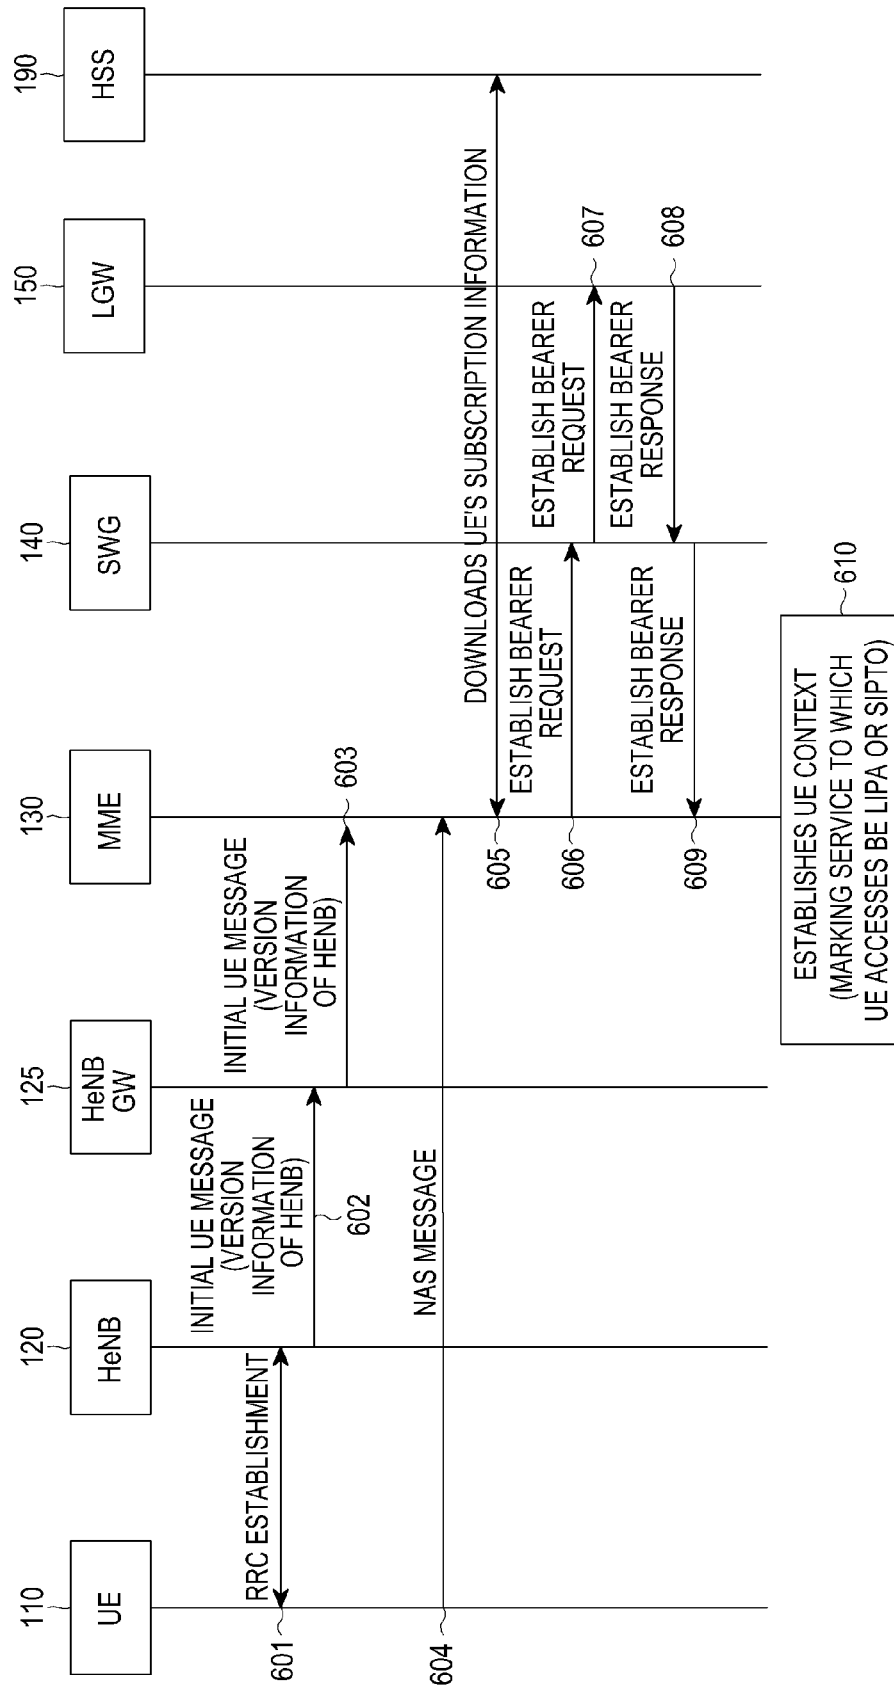 110
UE
120
HeNB
125
HeNB
GW
130
MME
140
SWG
150
LGW
190
HSS
RRC ESTABLISHMENT
601
INITIAL UE MESSAGE
(VERSION
INFORMATION
OF HENB)
602
INITIAL UE MESSAGE
(VERSION
INFORMATION
OF HENB)
603
NAS MESSAGE
604
DOWNLOADS UE'S SUBSCRIPTION INFORMATION
605
ESTABLISH BEARER
REQUEST
606
ESTABLISH BEARER
REQUEST
607
ESTABLISH BEARER
RESPONSE
608
ESTABLISH BEARER
RESPONSE
609
ESTABLISHES UE CONTEXT
(MARKING SERVICE TO WHICH
UE ACCESSES BE LIPA OR SIPTO)
610